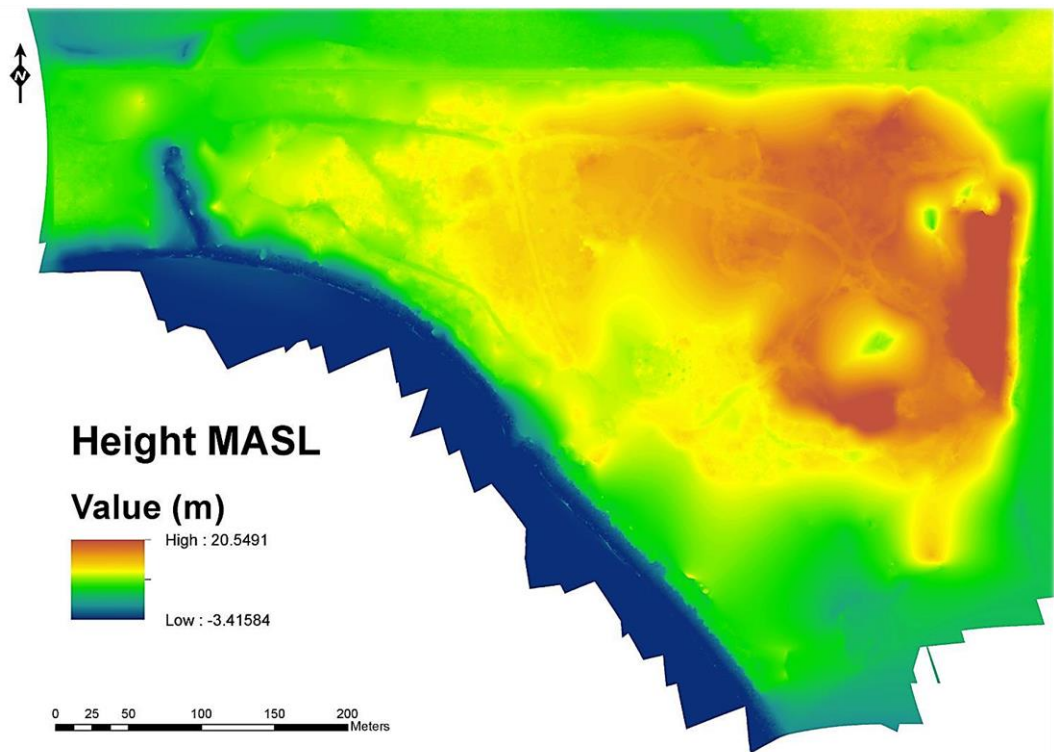 N
Height MASL
Value (m)
High : 20.5491
Low : -3.41584
0 25 50 100 150 200
Meters